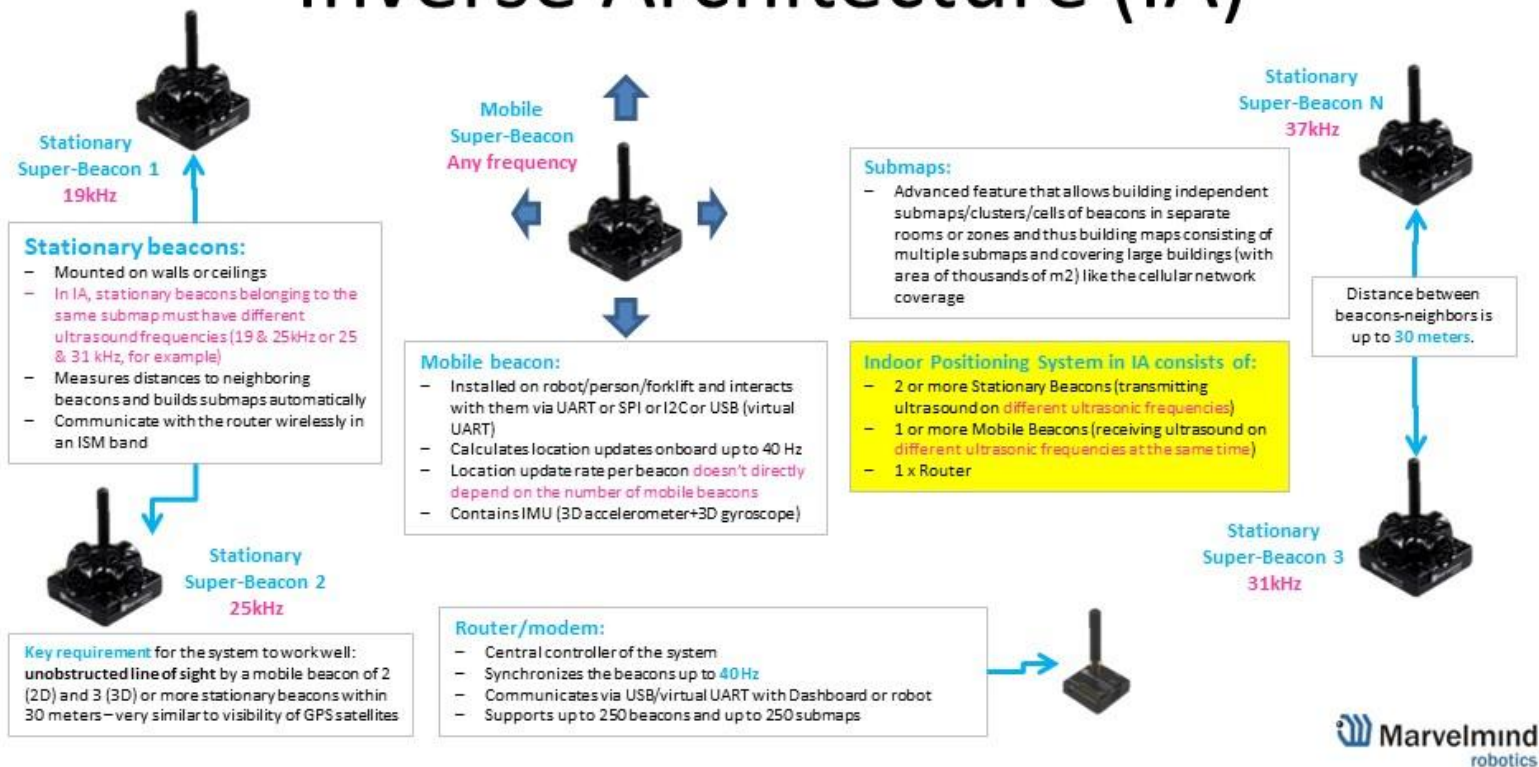 Inverse Architecture (IA)
Stationary
Super-Beacon 1
19kHz
Mobile
Super-Beacon
Any frequency
Stationary
Super-Beacon N
37kHz
Stationary beacons:
– Mounted on walls or ceilings
– In IA, stationary beacons belonging to the
same submap must have different
ultrasound frequencies (19 & 25kHz or 25
& 31 kHz, for example)
– Measures distances to neighboring
beacons and builds submaps automatically
– Communicate with the router wirelessly in
an ISM band
Submaps:
– Advanced feature that allows building independent
submaps/clusters/cells of beacons in separate
rooms or zones and thus building maps consisting of
multiple submaps and covering large buildings (with
area of thousands of m2) like the cellular network
coverage
Distance between
beacons-neighbors is
up to 30 meters.
Mobile beacon:
– Installed on robot/person/forklift and interacts
with them via UART or SPI or I2C or USB (virtual
UART)
– Calculates location updates onboard up to 40 Hz
– Location update rate per beacon doesn't directly
depend on the number of mobile beacons
– Contains IMU (3D accelerometer+3D gyroscope)
Indoor Positioning System in IA consists of:
– 2 or more Stationary Beacons (transmitting
ultrasound on different ultrasonic frequencies)
– 1 or more Mobile Beacons (receiving ultrasound on
different ultrasonic frequencies at the same time)
– 1 x Router
Stationary
Super-Beacon 2
25kHz
Stationary
Super-Beacon 3
31kHz
Key requirement for the system to work well:
unobstructed line of sight by a mobile beacon of 2
(2D) and 3 (3D) or more stationary beacons within
30 meters – very similar to visibility of GPS satellites
Router/modem:
– Central controller of the system
– Synchronizes the beacons up to 40 Hz
– Communicates via USB/virtual UART with Dashboard or robot
– Supports up to 250 beacons and up to 250 submaps
Marvelmind
robotics